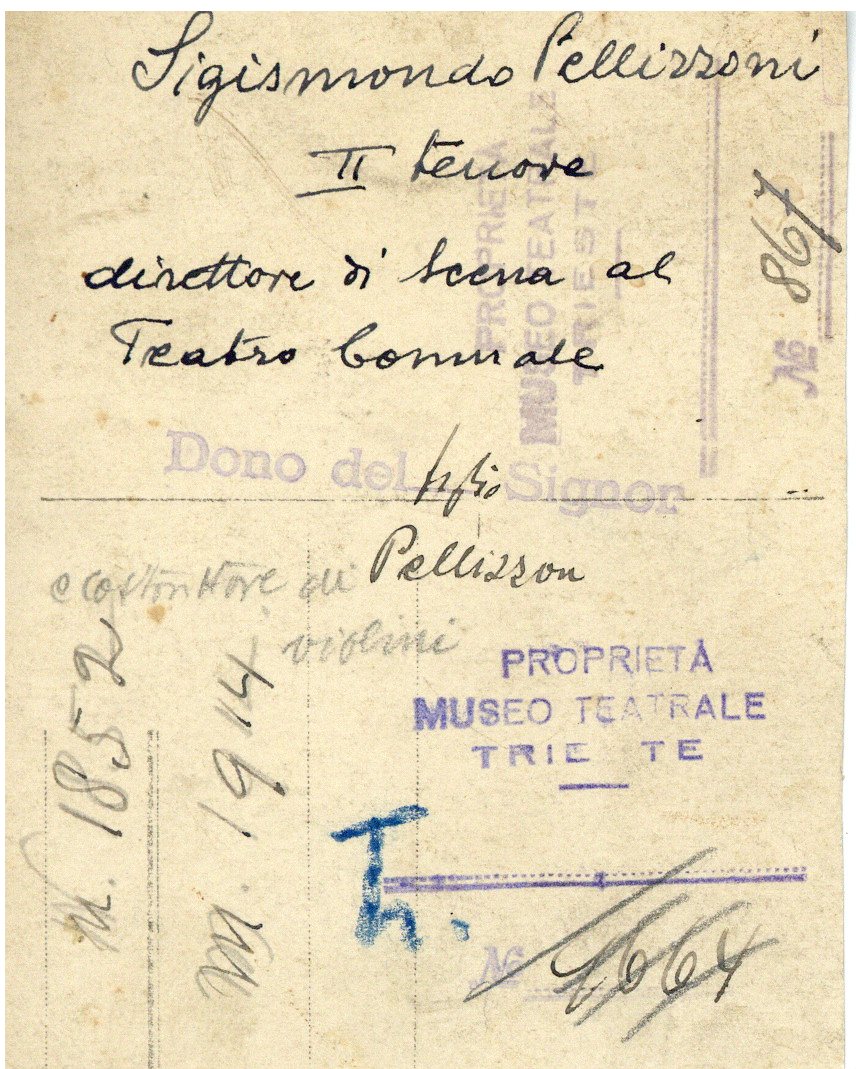 Sigismondo Pellizzoni
II tenore
direttore di scena al
Teatro Comunale
PROPRIETÀ
MUSEO TEATRALE
TRIESTE
№ 867
Dono del figlio Signor
Pellizzon
e costruttore di
violini
n. 1852
m. 1914
PROPRIETÀ
MUSEO TEATRALE
TRIE TE
T.
№ 1664